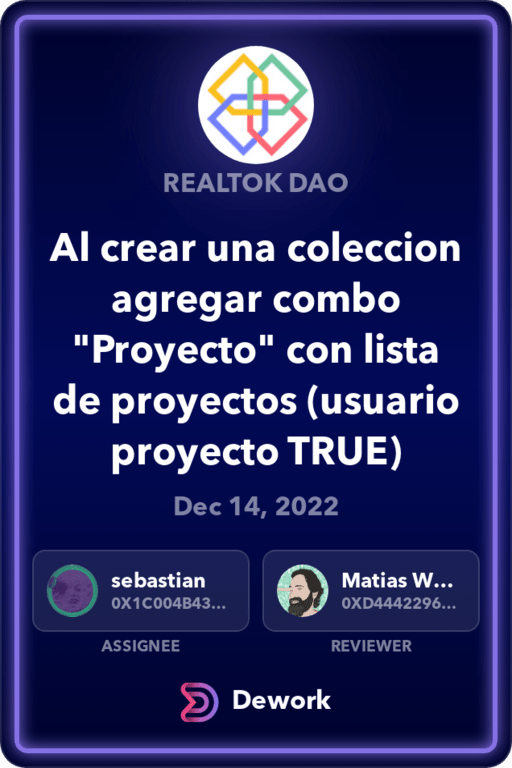 REALTOK DAO
Al crear una coleccion
agregar combo
"Proyecto" con lista
de proyectos (usuario
proyecto TRUE)
Dec 14, 2022
sebastian
0X1C004B43...
Matias W...
0XD4442296...
ASSIGNEE
REVIEWER
Dework